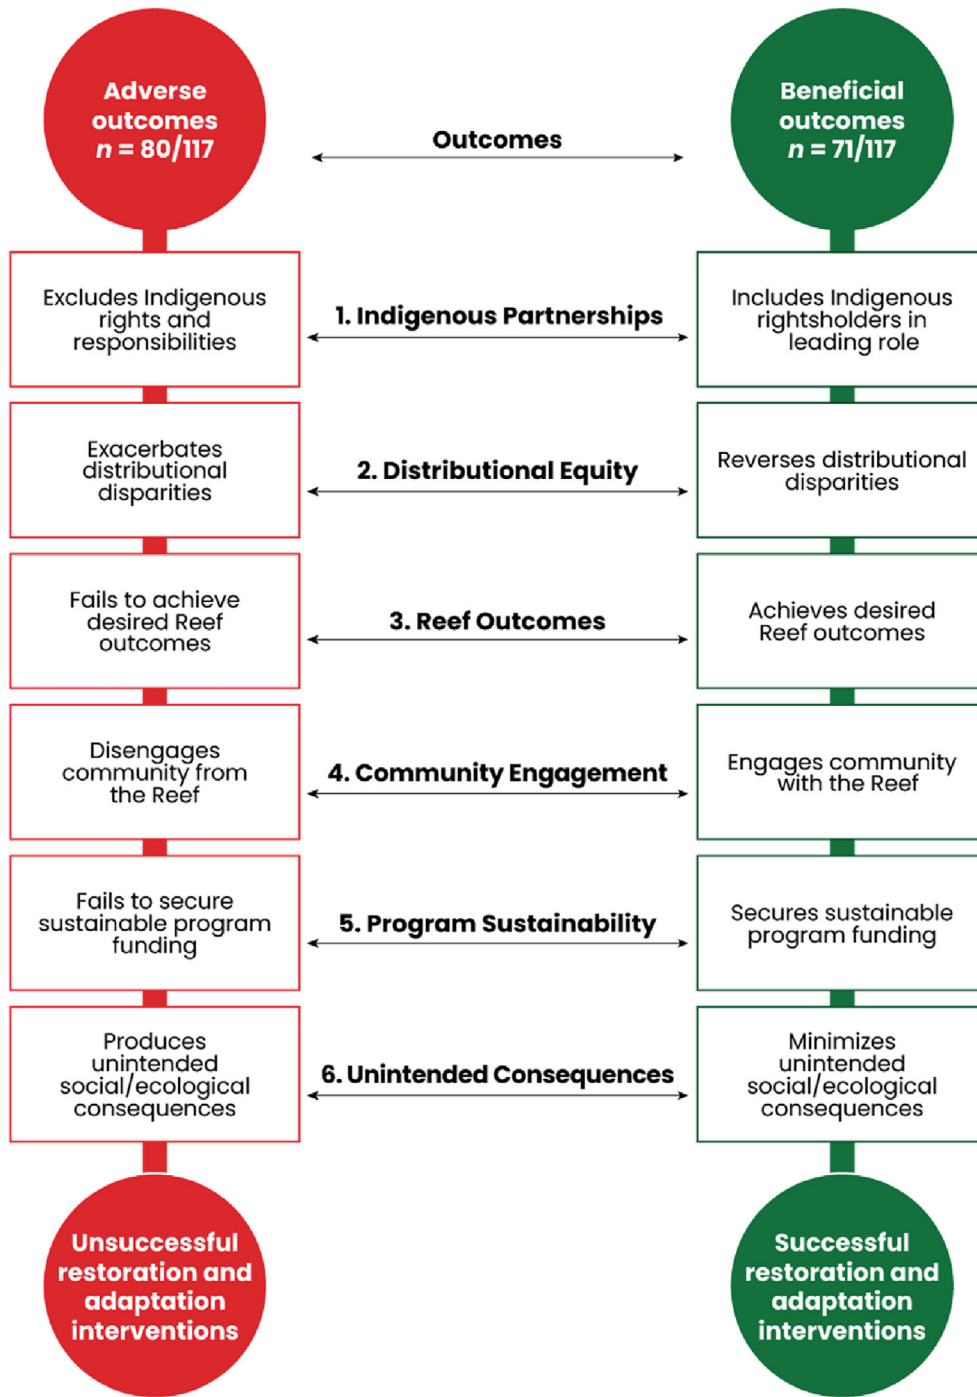 Adverse
outcomes
n = 80/117
Outcomes
Beneficial
outcomes
n = 71/117
Excludes Indigenous
rights and
responsibilities
1. Indigenous Partnerships
Includes Indigenous
rightsholders in
leading role
Exacerbates
distributional
disparities
2. Distributional Equity
Reverses distributional
disparities
Fails to achieve
desired Reef
outcomes
3. Reef Outcomes
Achieves desired
Reef outcomes
Disengages
community from
the Reef
4. Community Engagement
Engages community
with the Reef
Fails to secure
sustainable program
funding
5. Program Sustainability
Secures sustainable
program funding
Produces
unintended
social/ecological
consequences
6. Unintended Consequences
Minimizes
unintended
social/ecological
consequences
Unsuccessful
restoration and
adaptation
interventions
Successful
restoration and
adaptation
interventions